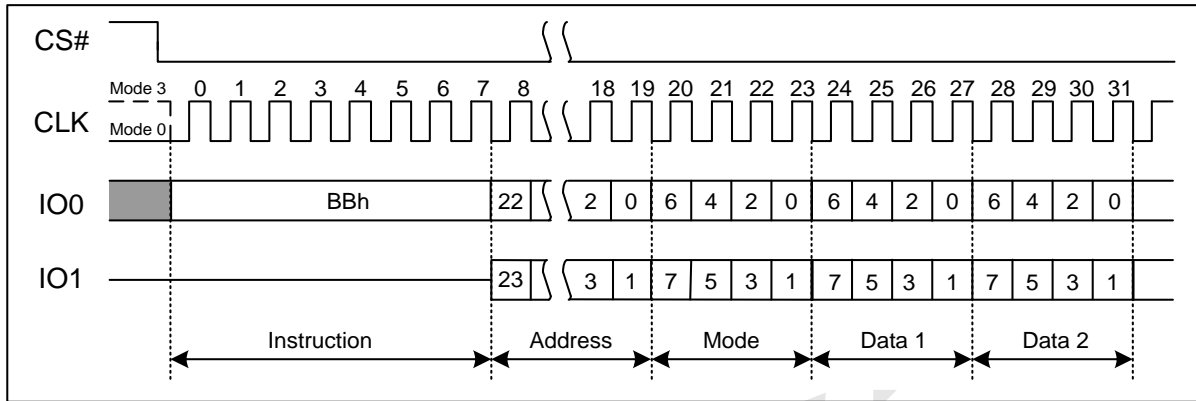 CS#
Mode 3 0 1 2 3 4 5 6 7 8 18 19 20 21 22 23 24 25 26 27 28 29 30 31
CLK
Mode 0
IO0 BBh 22 2 0 6 4 2 0 6 4 2 0 6 4 2 0
IO1 23 3 1 7 5 3 1 7 5 3 1 7 5 3 1
Instruction Address Mode Data 1 Data 2